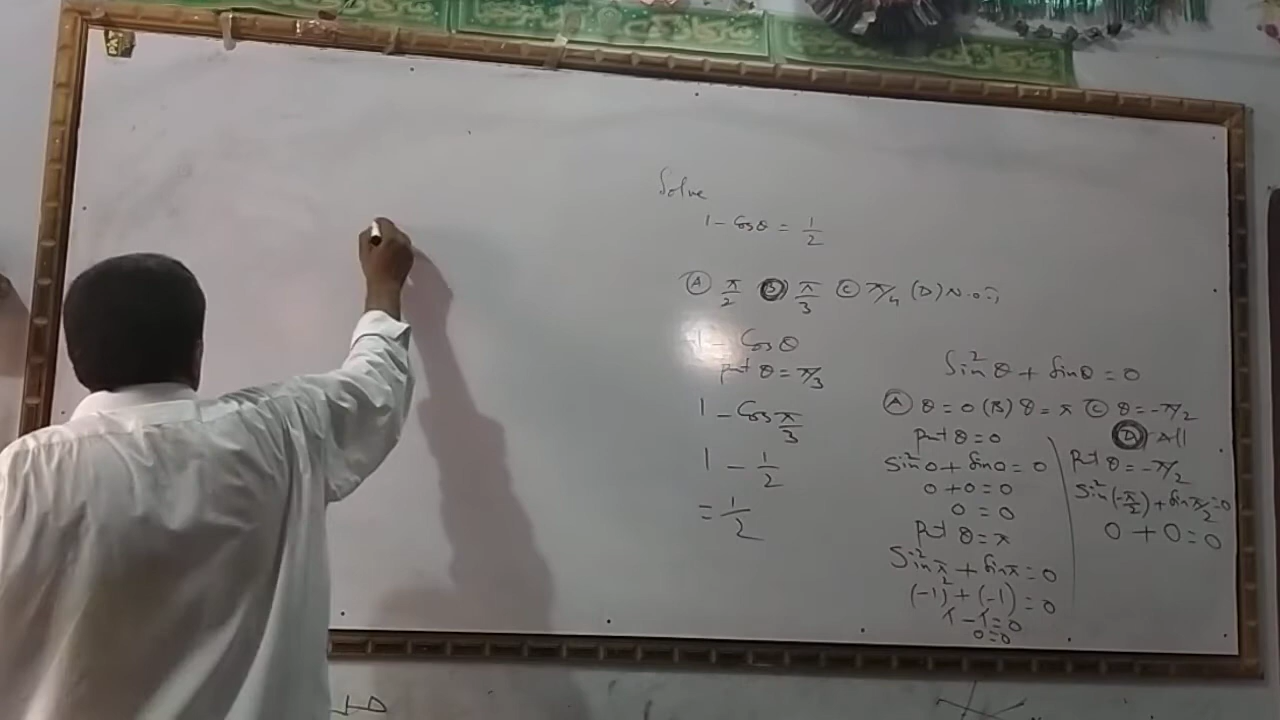 Solve
1 - Cosθ = 1/2
(A) π/2 (B) π/3 (C) π/4 (D) N.o.
1 - Cosθ
Put θ = π/3
1 - Cos π/3
1 - 1/2
= 1/2
Sin²θ + Sinθ = 0
(A) θ = 0 (B) θ = π (C) θ = -π/2
(D) All
Put θ = 0
Sin²0 + Sin0 = 0
0 + 0 = 0
0 = 0
Put θ = π
Sin²π + Sinπ = 0
(-1)² + (-1) = 0
1 - 1 = 0
0 = 0
Put θ = -π/2
Sin²(-π/2) + Sin π/2 = 0
0 + 0 = 0